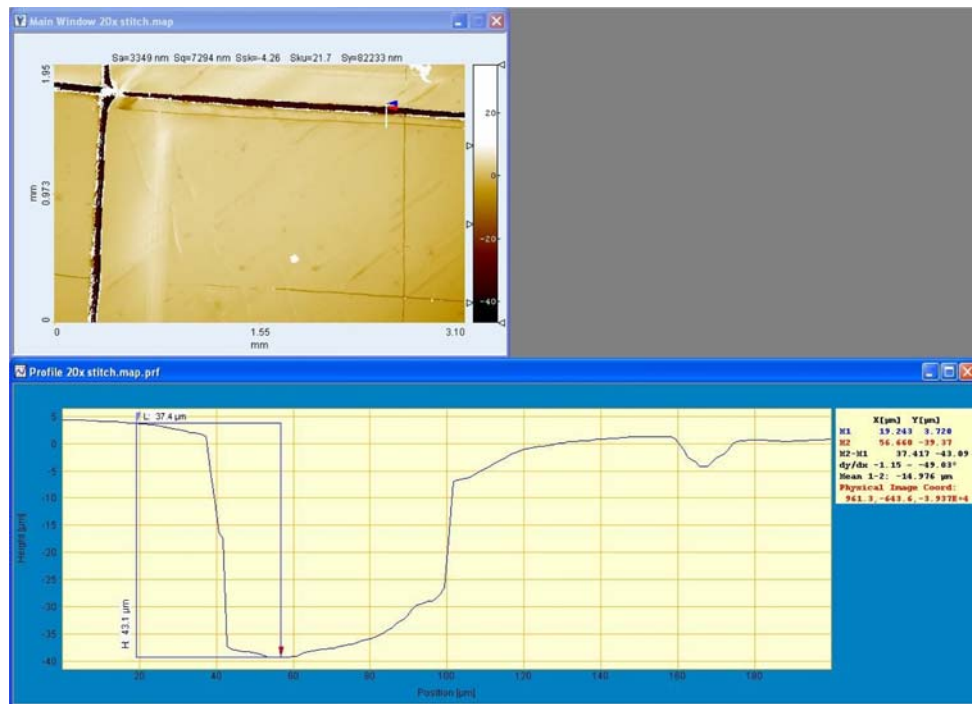 Main Window 20x stitch.map
Sa=3349 nm Sq=7294 nm Ssk=-4.26 Sku=21.7 Sy=82233 nm
1.95
0.973
mm
0
0
1.55
3.10
mm
20
0
-20
-40
Profile 20x stitch.map.prf
L: 37.4 µm
H: 43.1 µm
5
0
-5
-10
-15
-20
-25
-30
-35
-40
Height [µm]
20
40
60
80
100
120
140
160
180
Position [µm]
X[µm] Y[µm]
M1 19.243 3.720
M2 56.660 -39.37
M2-M1 37.417 -43.09
dy/dx -1.15 - -49.03°
Mean 1-2: -14.976 µm
Physical Image Coord:
961.3,-643.6,-3.937E+4